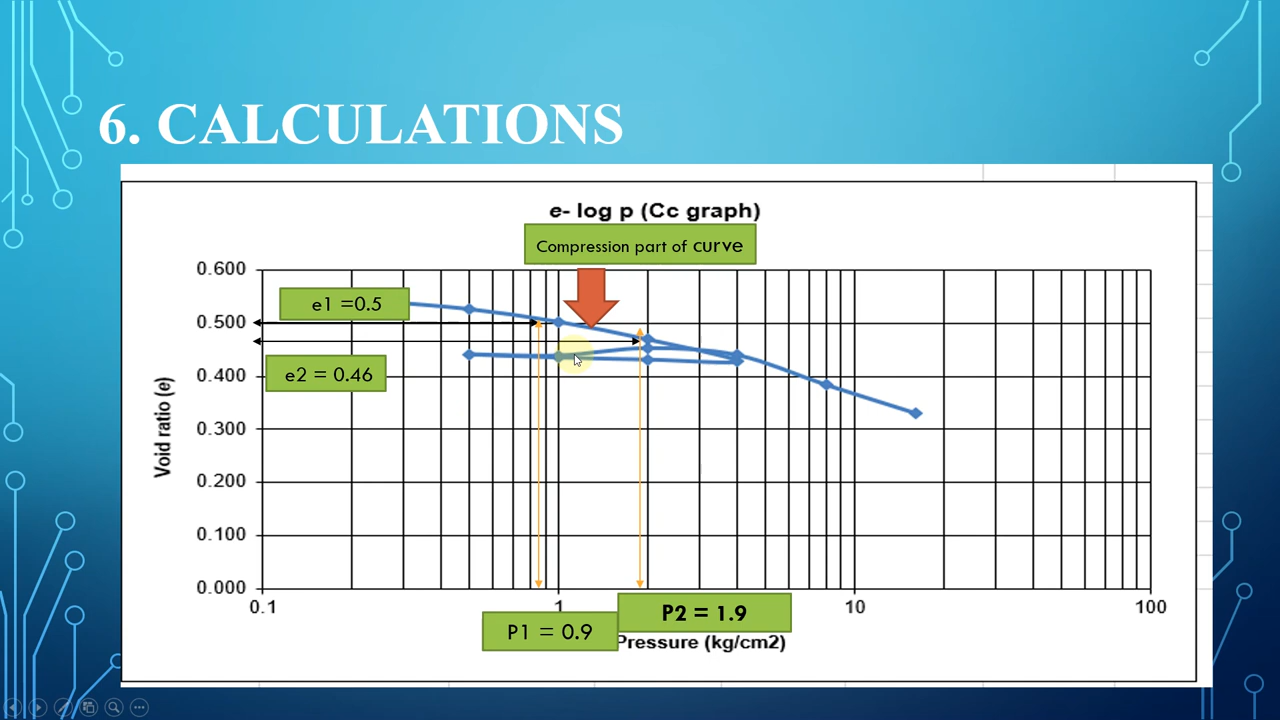 6. CALCULATIONS
e- log p (Cc graph)
Compression part of curve
0.600
e1 =0.5
0.500
e2 = 0.46
0.400
0.300
0.200
0.100
0.000
Void ratio (e)
0.1
1
10
100
P1 = 0.9
P2 = 1.9
Pressure (kg/cm2)